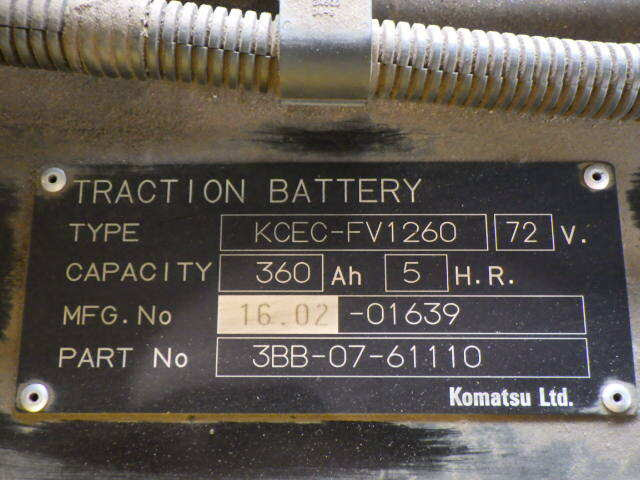 TRACTION BATTERY
TYPE KCEC-FV1260 72 V.
CAPACITY 360 Ah 5 H.R.
MFG.No 16.02 -01639
PART No 3BB-07-61110
Komatsu Ltd.